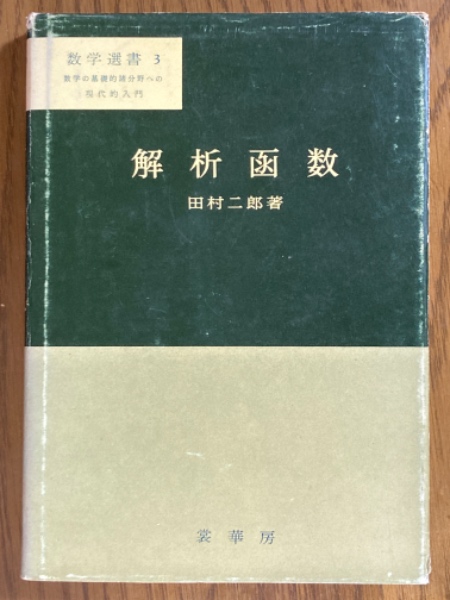 数学選書 3
数学の基礎的諸分野への
現代的入門
解析函数
田村二郎著
裳華房